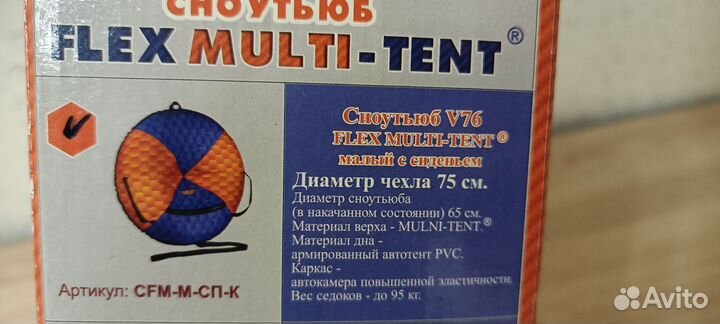 СНОУТЬЮБ
FLEX MULTI-TENT®
Сноутьюб V76
FLEX MULTI-TENT®
малый с сиденьем
Диаметр чехла 75 см.
Диаметр сноутьюба
(в накачанном состоянии) 65 см.
Материал верха - MULNI-TENT.®
Материал дна -
армированный автотент PVC.
Каркас -
автокамера повышенной эластичности.
Вес седоков - до 95 кг.
Артикул: CFM-М-СП-К
Avito